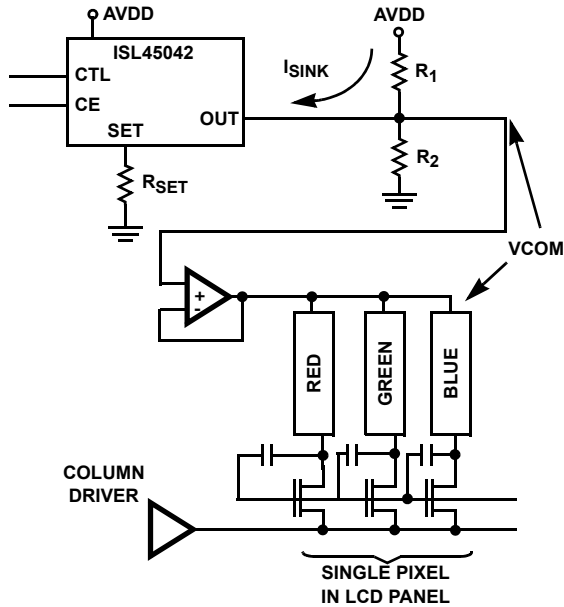 AVDD
AVDD
ISL45042
CTL
CE
SET
OUT
ISINK
R1
R2
RSET
VCOM
+
-
RED
GREEN
BLUE
COLUMN
DRIVER
SINGLE PIXEL
IN LCD PANEL